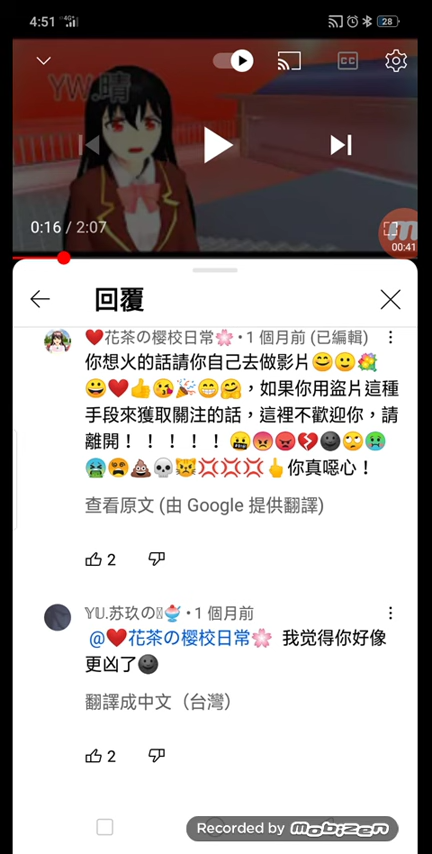 4:51 4G 28
YW.晴
CC
0:16 / 2:07
00:41
回覆
❤️花茶の樱校日常🌸 • 1 個月前 (已編輯)
你想火的話請你自己去做影片😊🙂💐
😀❤️👍😘🎉😁🤗，如果你用盜片這種
手段來獲取關注的話，這裡不歡迎你，請
離開！！！！！🤬😡😡💔🌚🙄🤢
🤮😩💩💀😾💢💢💢🖕你真噁心！
查看原文 (由 Google 提供翻譯)
2
𝕐𝕌.苏玖の🍧 • 1 個月前
@❤️花茶の樱校日常🌸 我觉得你好像
更凶了🌚
翻譯成中文（台灣）
2
Recorded by mobizen